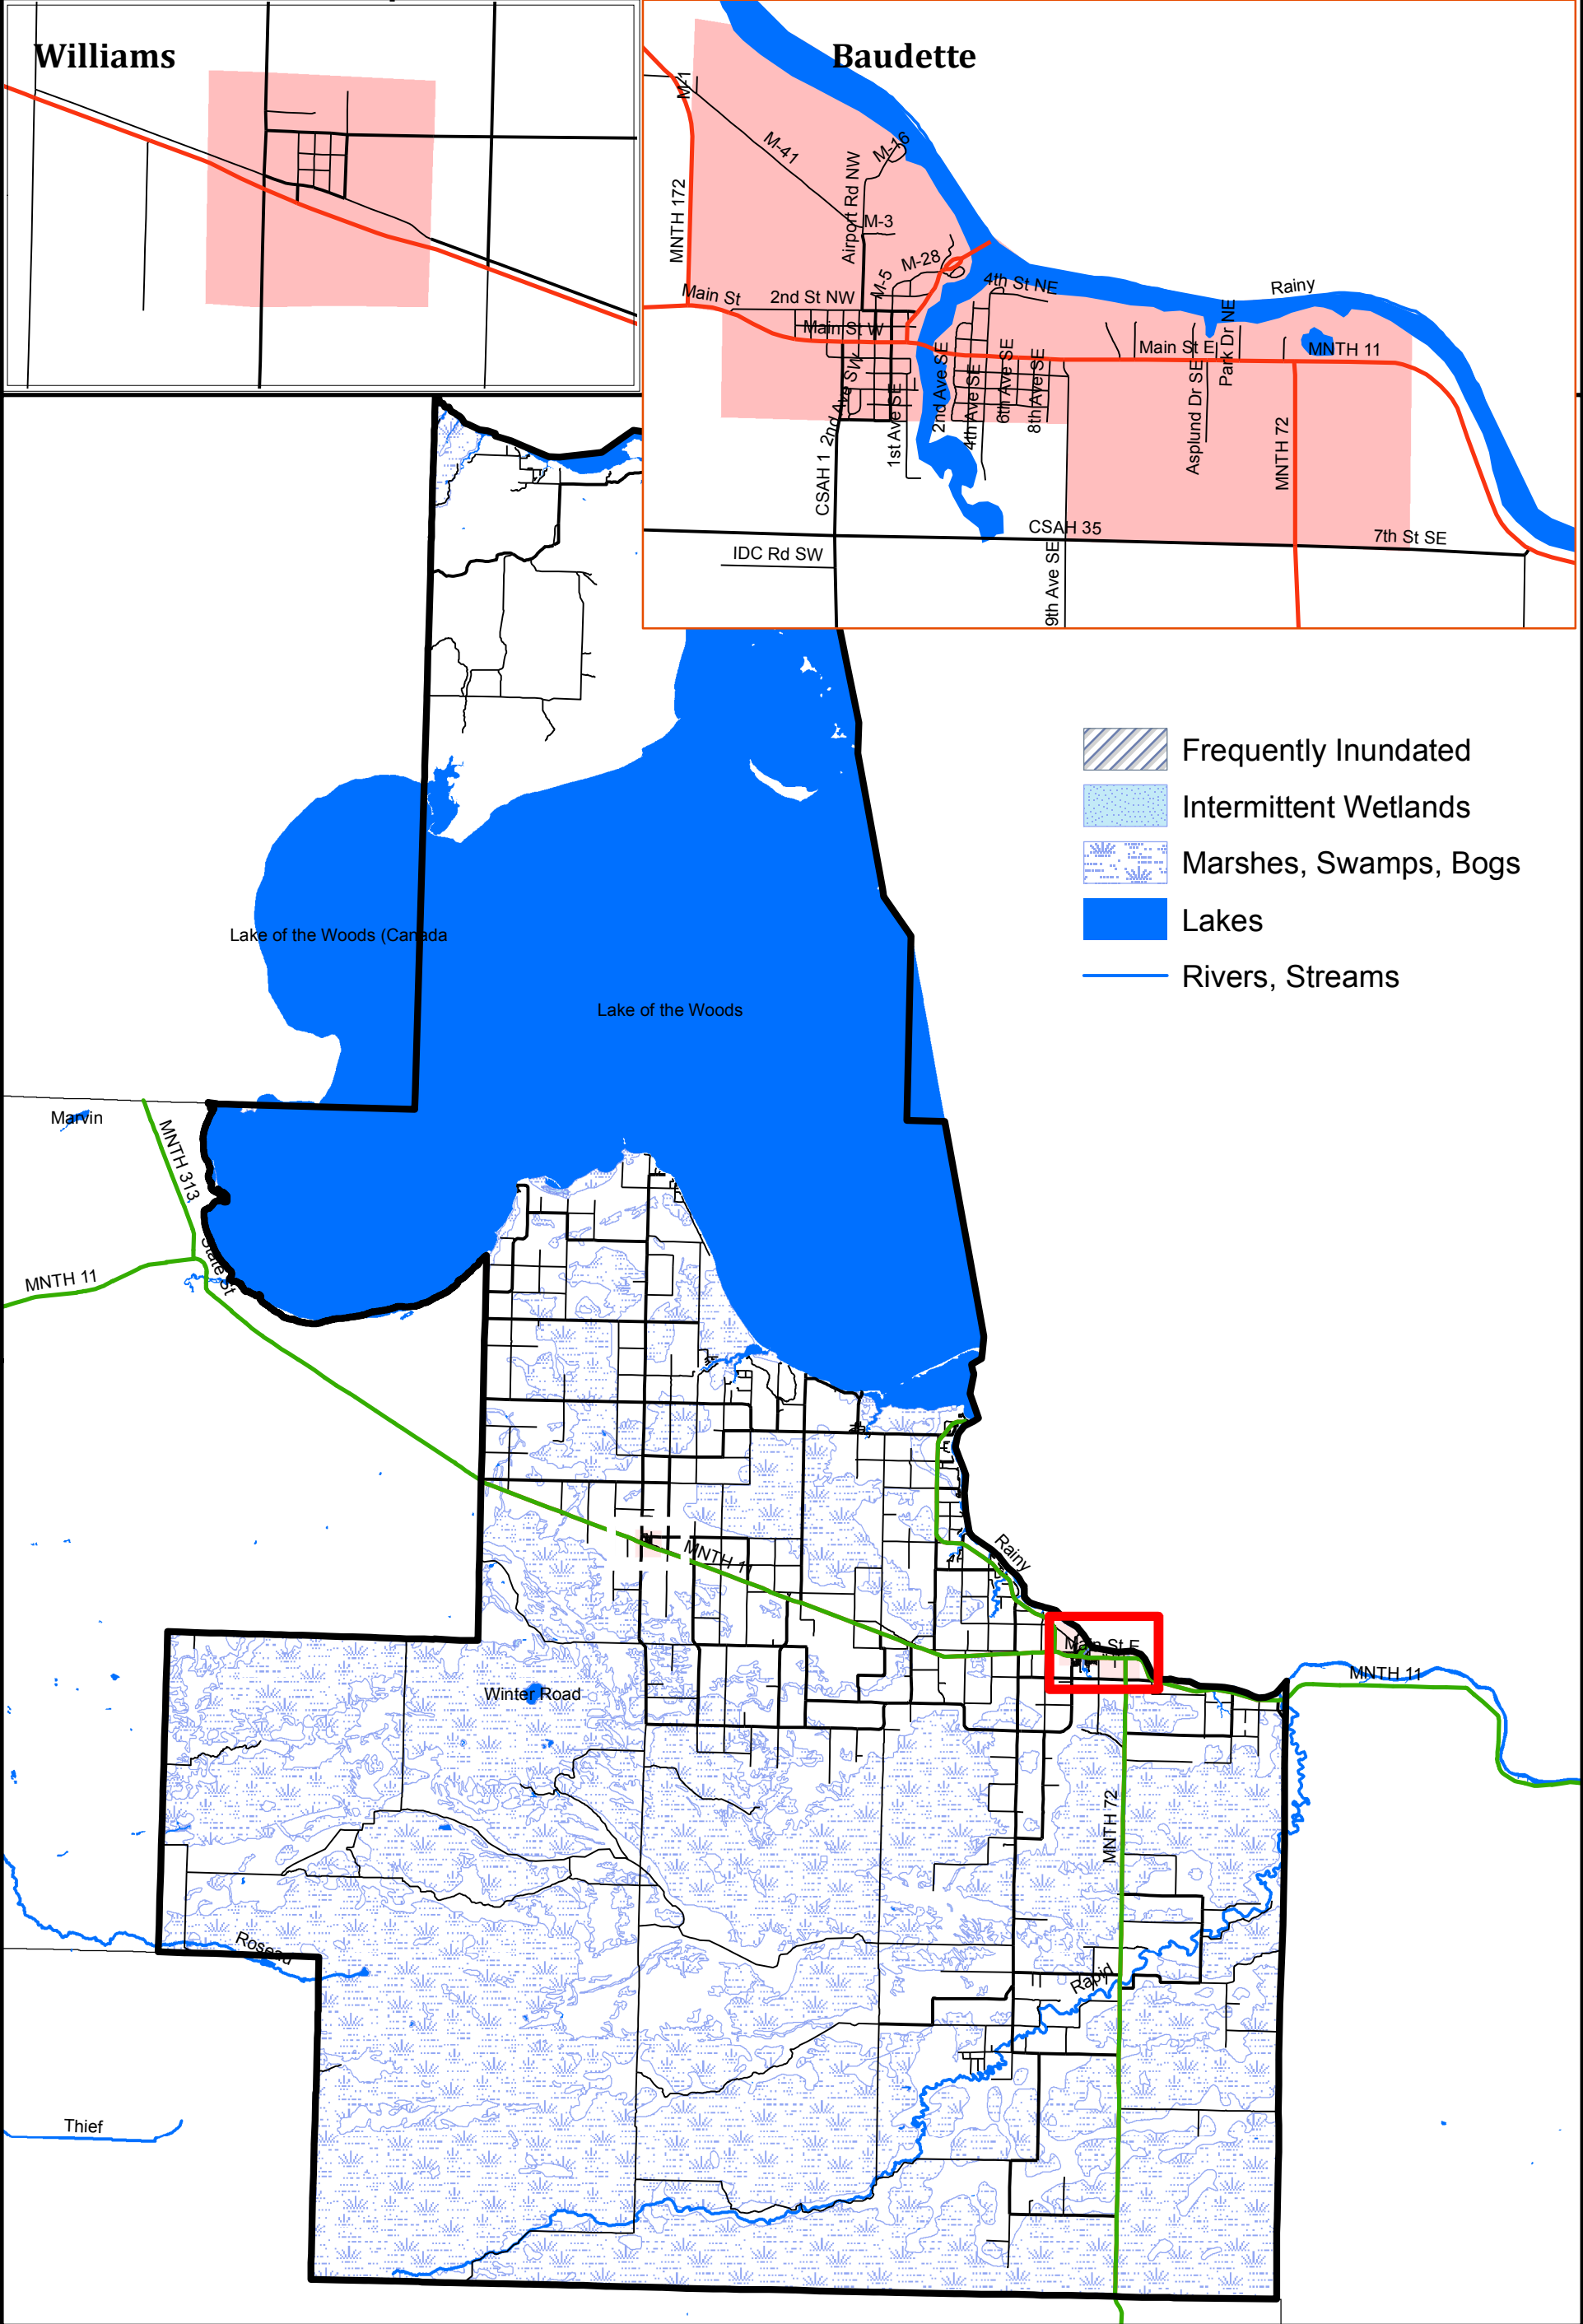 Williams
Baudette
M-1
M-41
M-16
MNTH 172
Airport Rd NW
M-3
M-28
M-5
4th St NE
Rainy
Main St
2nd St NW
Main St W
Main St E
Park Dr NE
MNTH 11
2nd Ave SW
1st Ave SE
2nd Ave SE
4th Ave SE
6th Ave SE
8th Ave SE
Asplund Dr SE
MNTH 72
CSAH 1
CSAH 35
7th St SE
IDC Rd SW
9th Ave SE
Frequently Inundated
Intermittent Wetlands
Marshes, Swamps, Bogs
Lakes
Rivers, Streams
Lake of the Woods (Canada
Lake of the Woods
Marvin
MNTH 313
State St
MNTH 11
MNTH 11
Rainy
Main St E
MNTH 11
Winter Road
MNTH 72
Roseau
Rapid
Thief